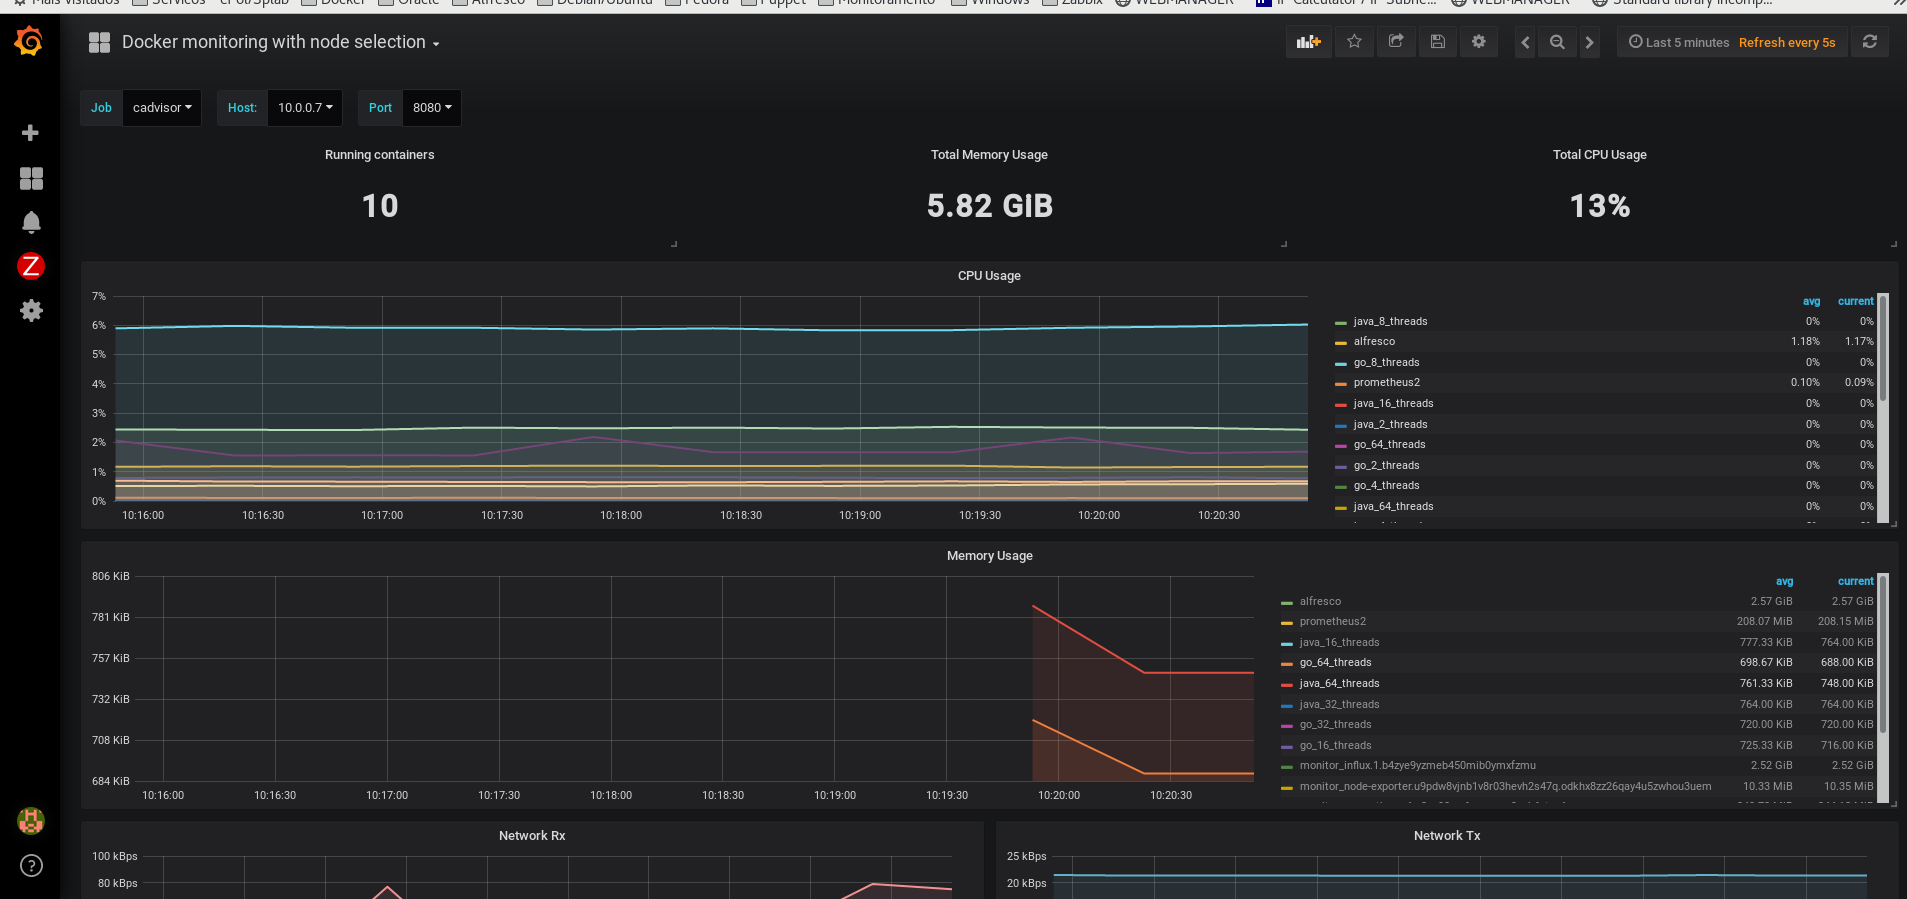 Mais visitados Serviços ePol/Splab Docker Oracle Alfresco Debian/Ubuntu Fedora Puppet Monitoramento Windows Zabbix WEBMANAGER IP Calculator / IP Subne... WEBMANAGER Standard library incomp...
Docker monitoring with node selection
Last 5 minutes Refresh every 5s
Job cadvisor Host: 10.0.0.7 Port 8080
Running containers
10
Total Memory Usage
5.82 GiB
Total CPU Usage
13%
CPU Usage
7%
6%
5%
4%
3%
2%
1%
0%
10:16:00 10:16:30 10:17:00 10:17:30 10:18:00 10:18:30 10:19:00 10:19:30 10:20:00 10:20:30
avg current
java_8_threads 0% 0%
alfresco 1.18% 1.17%
go_8_threads 0% 0%
prometheus2 0.10% 0.09%
java_16_threads 0% 0%
java_2_threads 0% 0%
go_64_threads 0% 0%
go_2_threads 0% 0%
go_4_threads 0% 0%
java_64_threads 0% 0%
Memory Usage
806 KiB
781 KiB
757 KiB
732 KiB
708 KiB
684 KiB
10:16:00 10:16:30 10:17:00 10:17:30 10:18:00 10:18:30 10:19:00 10:19:30 10:20:00 10:20:30
avg current
alfresco 2.57 GiB 2.57 GiB
prometheus2 208.07 MiB 208.15 MiB
java_16_threads 777.33 KiB 764.00 KiB
go_64_threads 698.67 KiB 688.00 KiB
java_64_threads 761.33 KiB 748.00 KiB
java_32_threads 764.00 KiB 764.00 KiB
go_32_threads 720.00 KiB 720.00 KiB
go_16_threads 725.33 KiB 716.00 KiB
monitor_influx.1.b4zye9yzmeb450mib0ymxfzmu 2.52 GiB 2.52 GiB
monitor_node-exporter.u9pdw8vjnb1v8r03hevh2s47q.odkhx8zz26qay4u5zwhou3uem 10.33 MiB 10.35 MiB
Network Rx
100 kBps
80 kBps
Network Tx
25 kBps
20 kBps